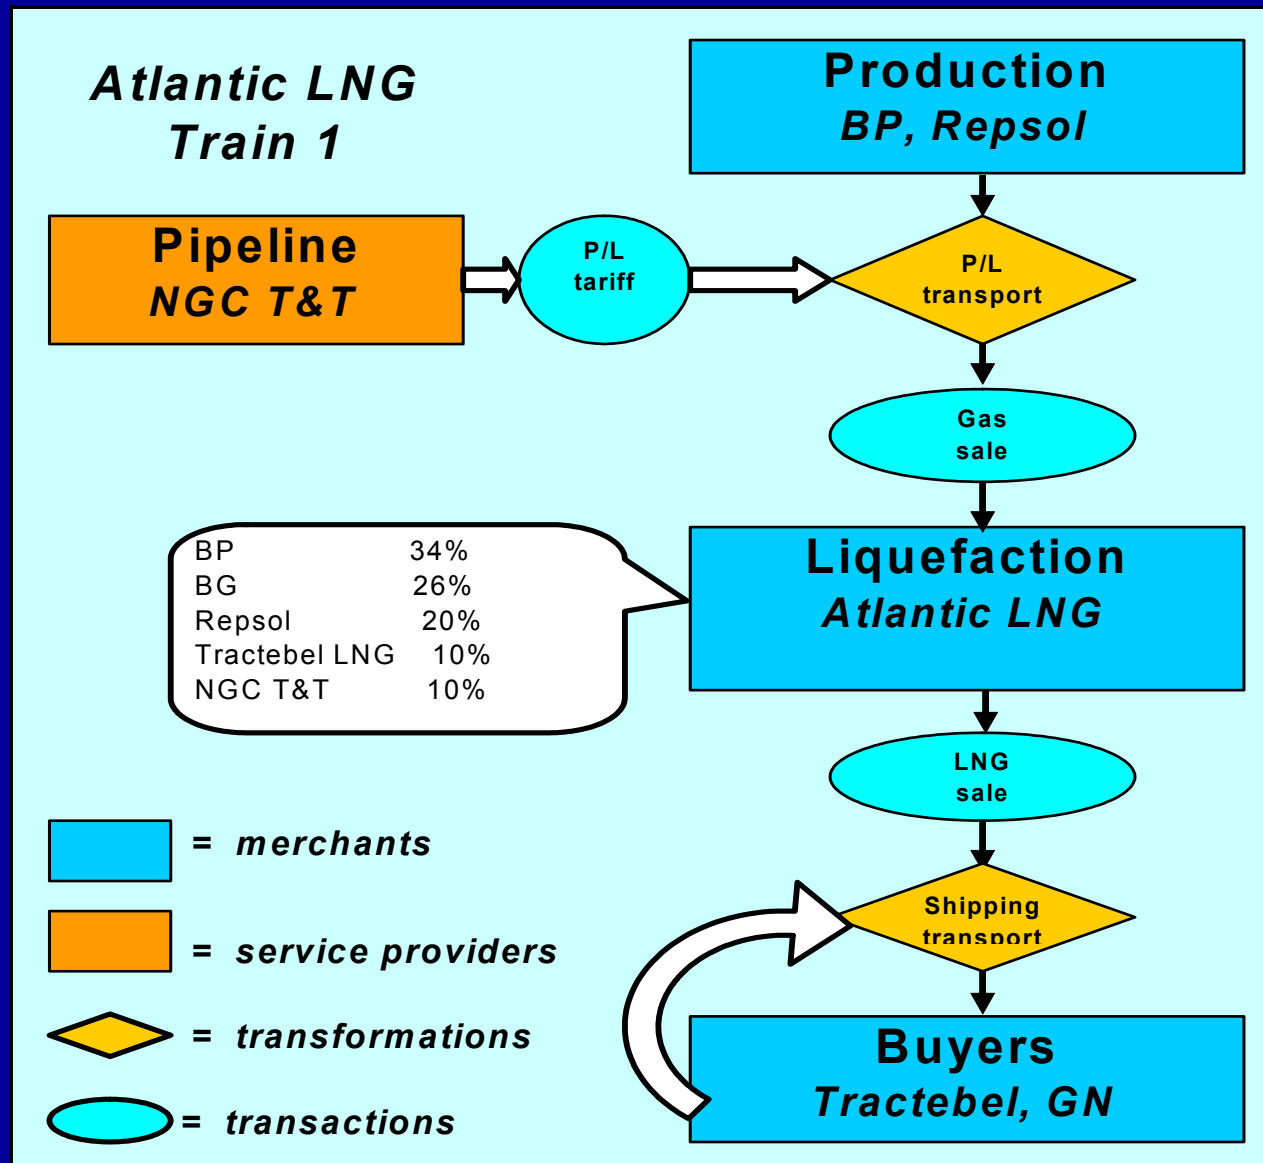 Atlantic LNG
Train 1
Production
BP, Repsol
Pipeline
NGC T&T
P/L
tariff
P/L
transport
Gas
sale
BP 34%
BG 26%
Repsol 20%
Tractebel LNG 10%
NGC T&T 10%
Liquefaction
Atlantic LNG
LNG
sale
= merchants
= service providers
= transformations
= transactions
Shipping
transport
Buyers
Tractebel, GN